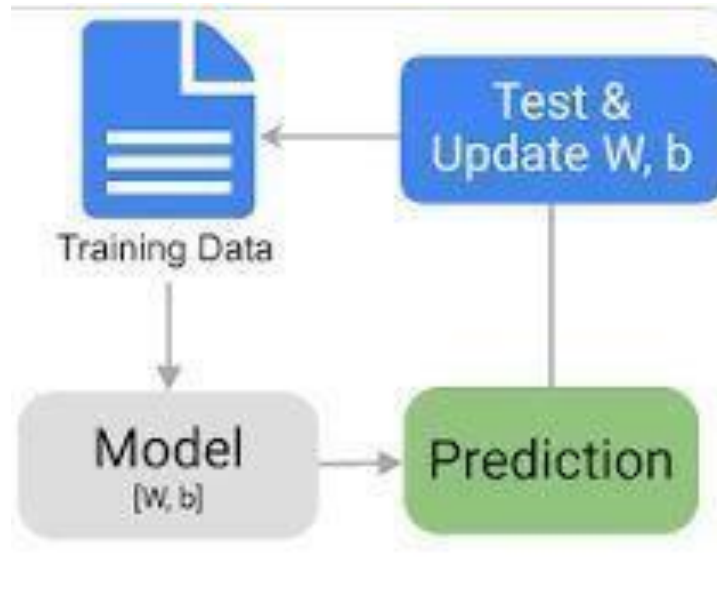 Training Data
Test &
Update W, b
Model
[W, b]
Prediction